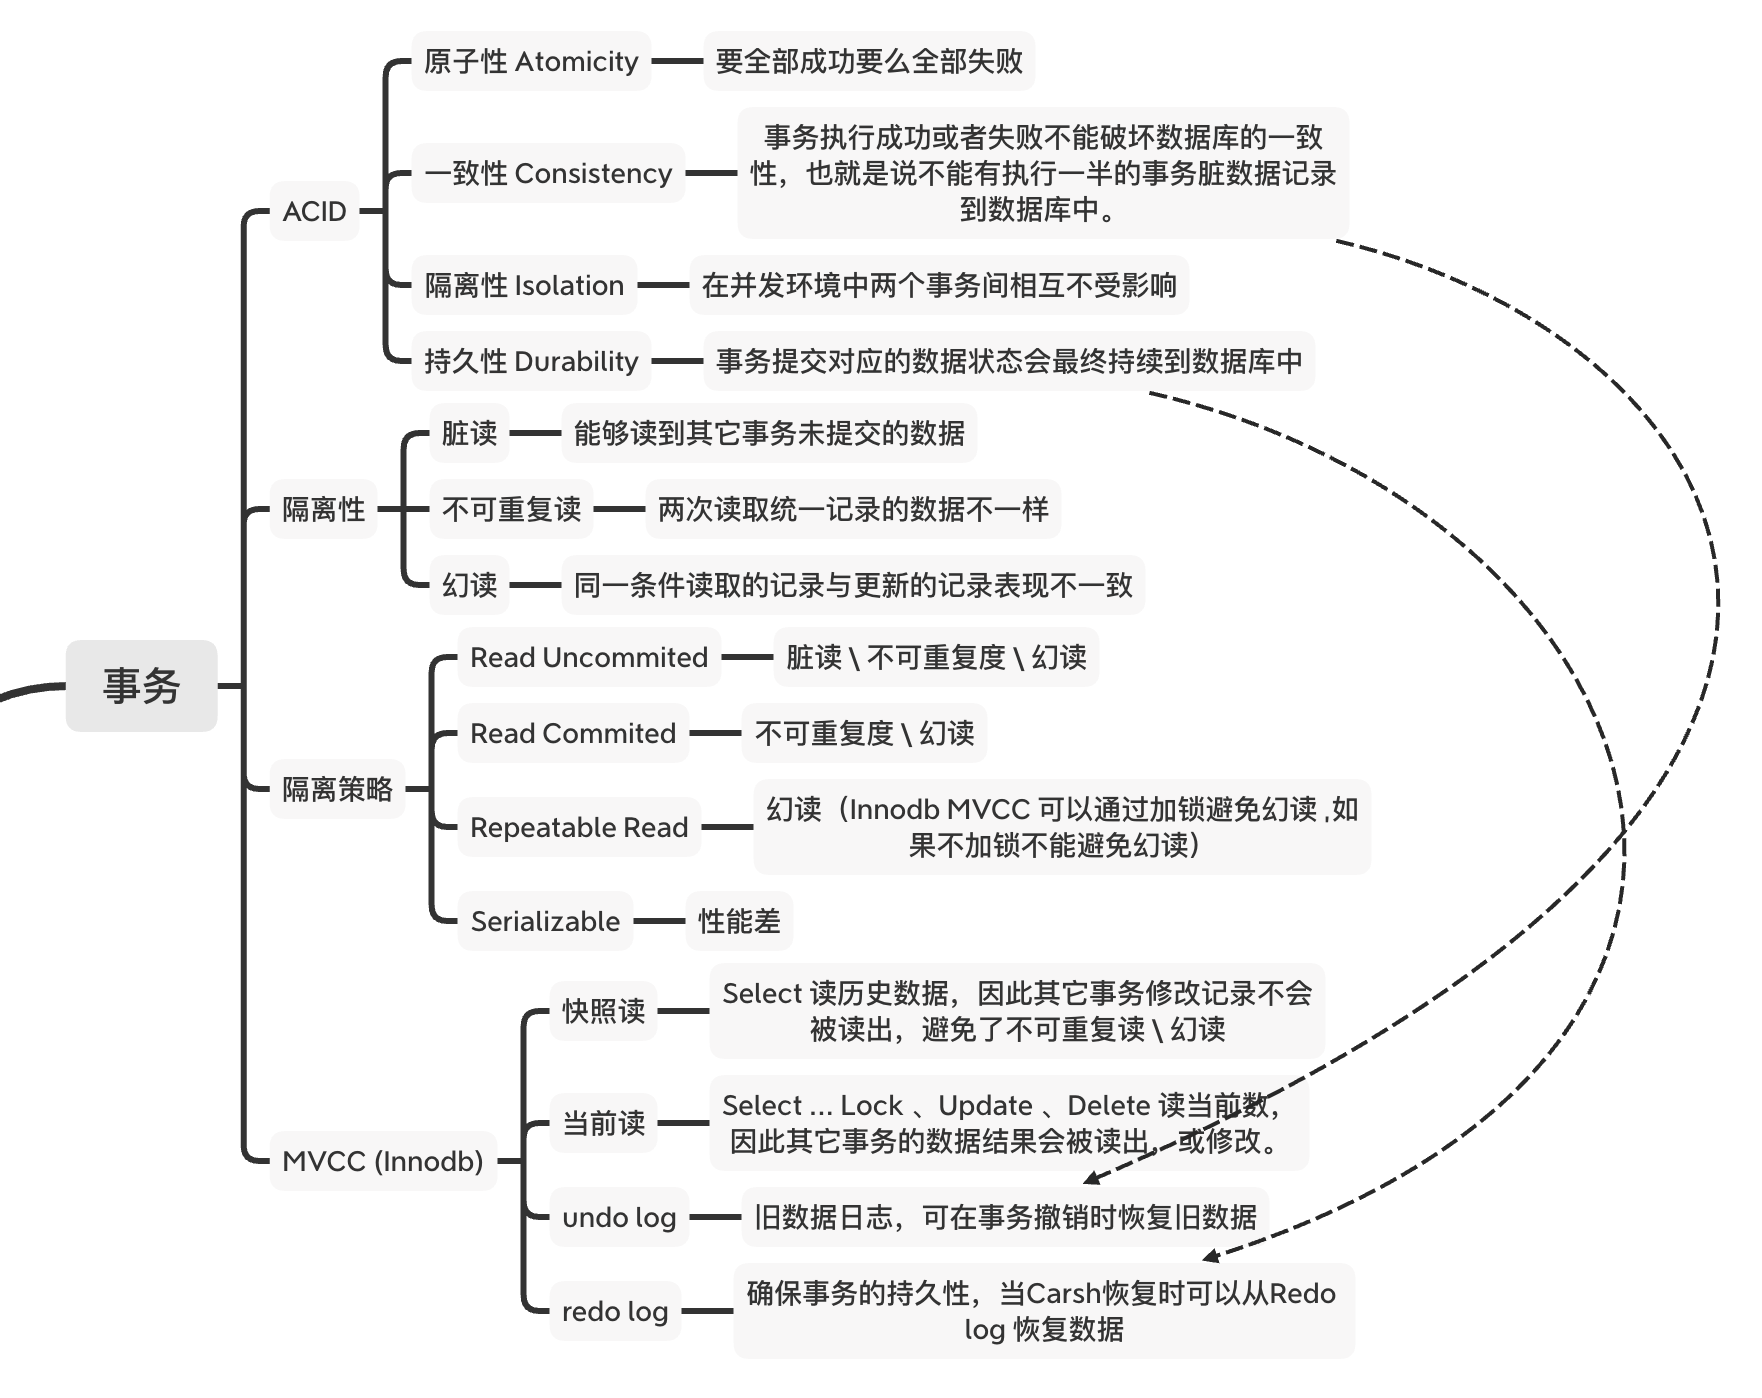 事务
ACID
原子性 Atomicity
要全部成功要么全部失败
一致性 Consistency
事务执行成功或者失败不能破坏数据库的一致
性，也就是说不能有执行一半的事务脏数据记录
到数据库中。
隔离性 Isolation
在并发环境中两个事务间相互不受影响
持久性 Durability
事务提交对应的数据状态会最终持续到数据库中
隔离性
脏读
能够读到其它事务未提交的数据
不可重复读
两次读取统一记录的数据不一样
幻读
同一条件读取的记录与更新的记录表现不一致
隔离策略
Read Uncommited
脏读 \ 不可重复度 \ 幻读
Read Commited
不可重复度 \ 幻读
Repeatable Read
幻读（Innodb MVCC 可以通过加锁避免幻读 ,如
果不加锁不能避免幻读）
Serializable
性能差
MVCC (Innodb)
快照读
Select 读历史数据，因此其它事务修改记录不会
被读出，避免了不可重复读 \ 幻读
当前读
Select ... Lock 、Update 、Delete 读当前数，
因此其它事务的数据结果会被读出，或修改。
undo log
旧数据日志，可在事务撤销时恢复旧数据
redo log
确保事务的持久性，当Carsh恢复时可以从Redo
log 恢复数据